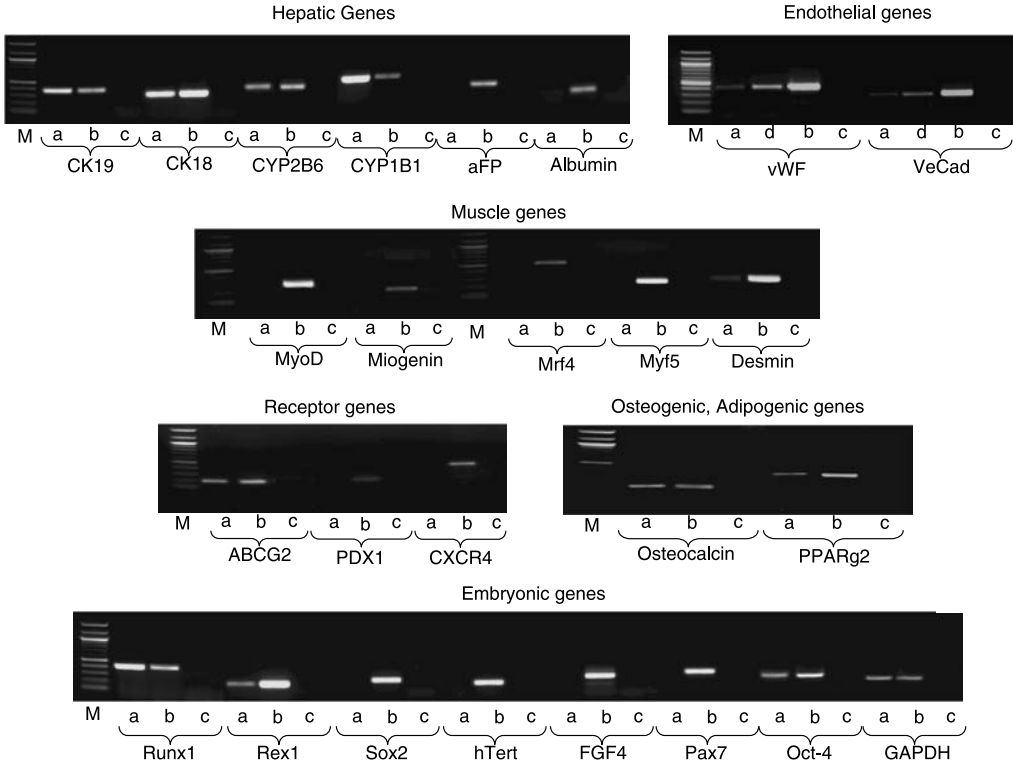 Hepatic Genes
Endothelial genes
M a b c a b c a b c a b c a b c a b c
CK19 CK18 CYP2B6 CYP1B1 aFP Albumin
M a d b c a d b c
vWF VeCad
Muscle genes
M a b c a b c M a b c a b c a b c
MyoD Miogenin Mrf4 Myf5 Desmin
Receptor genes
Osteogenic, Adipogenic genes
M a b c a b c a b c
ABCG2 PDX1 CXCR4
M a b c a b c
Osteocalcin PPARg2
Embryonic genes
M a b c a b c a b c a b c a b c a b c a b c a b c
Runx1 Rex1 Sox2 hTert FGF4 Pax7 Oct-4 GAPDH